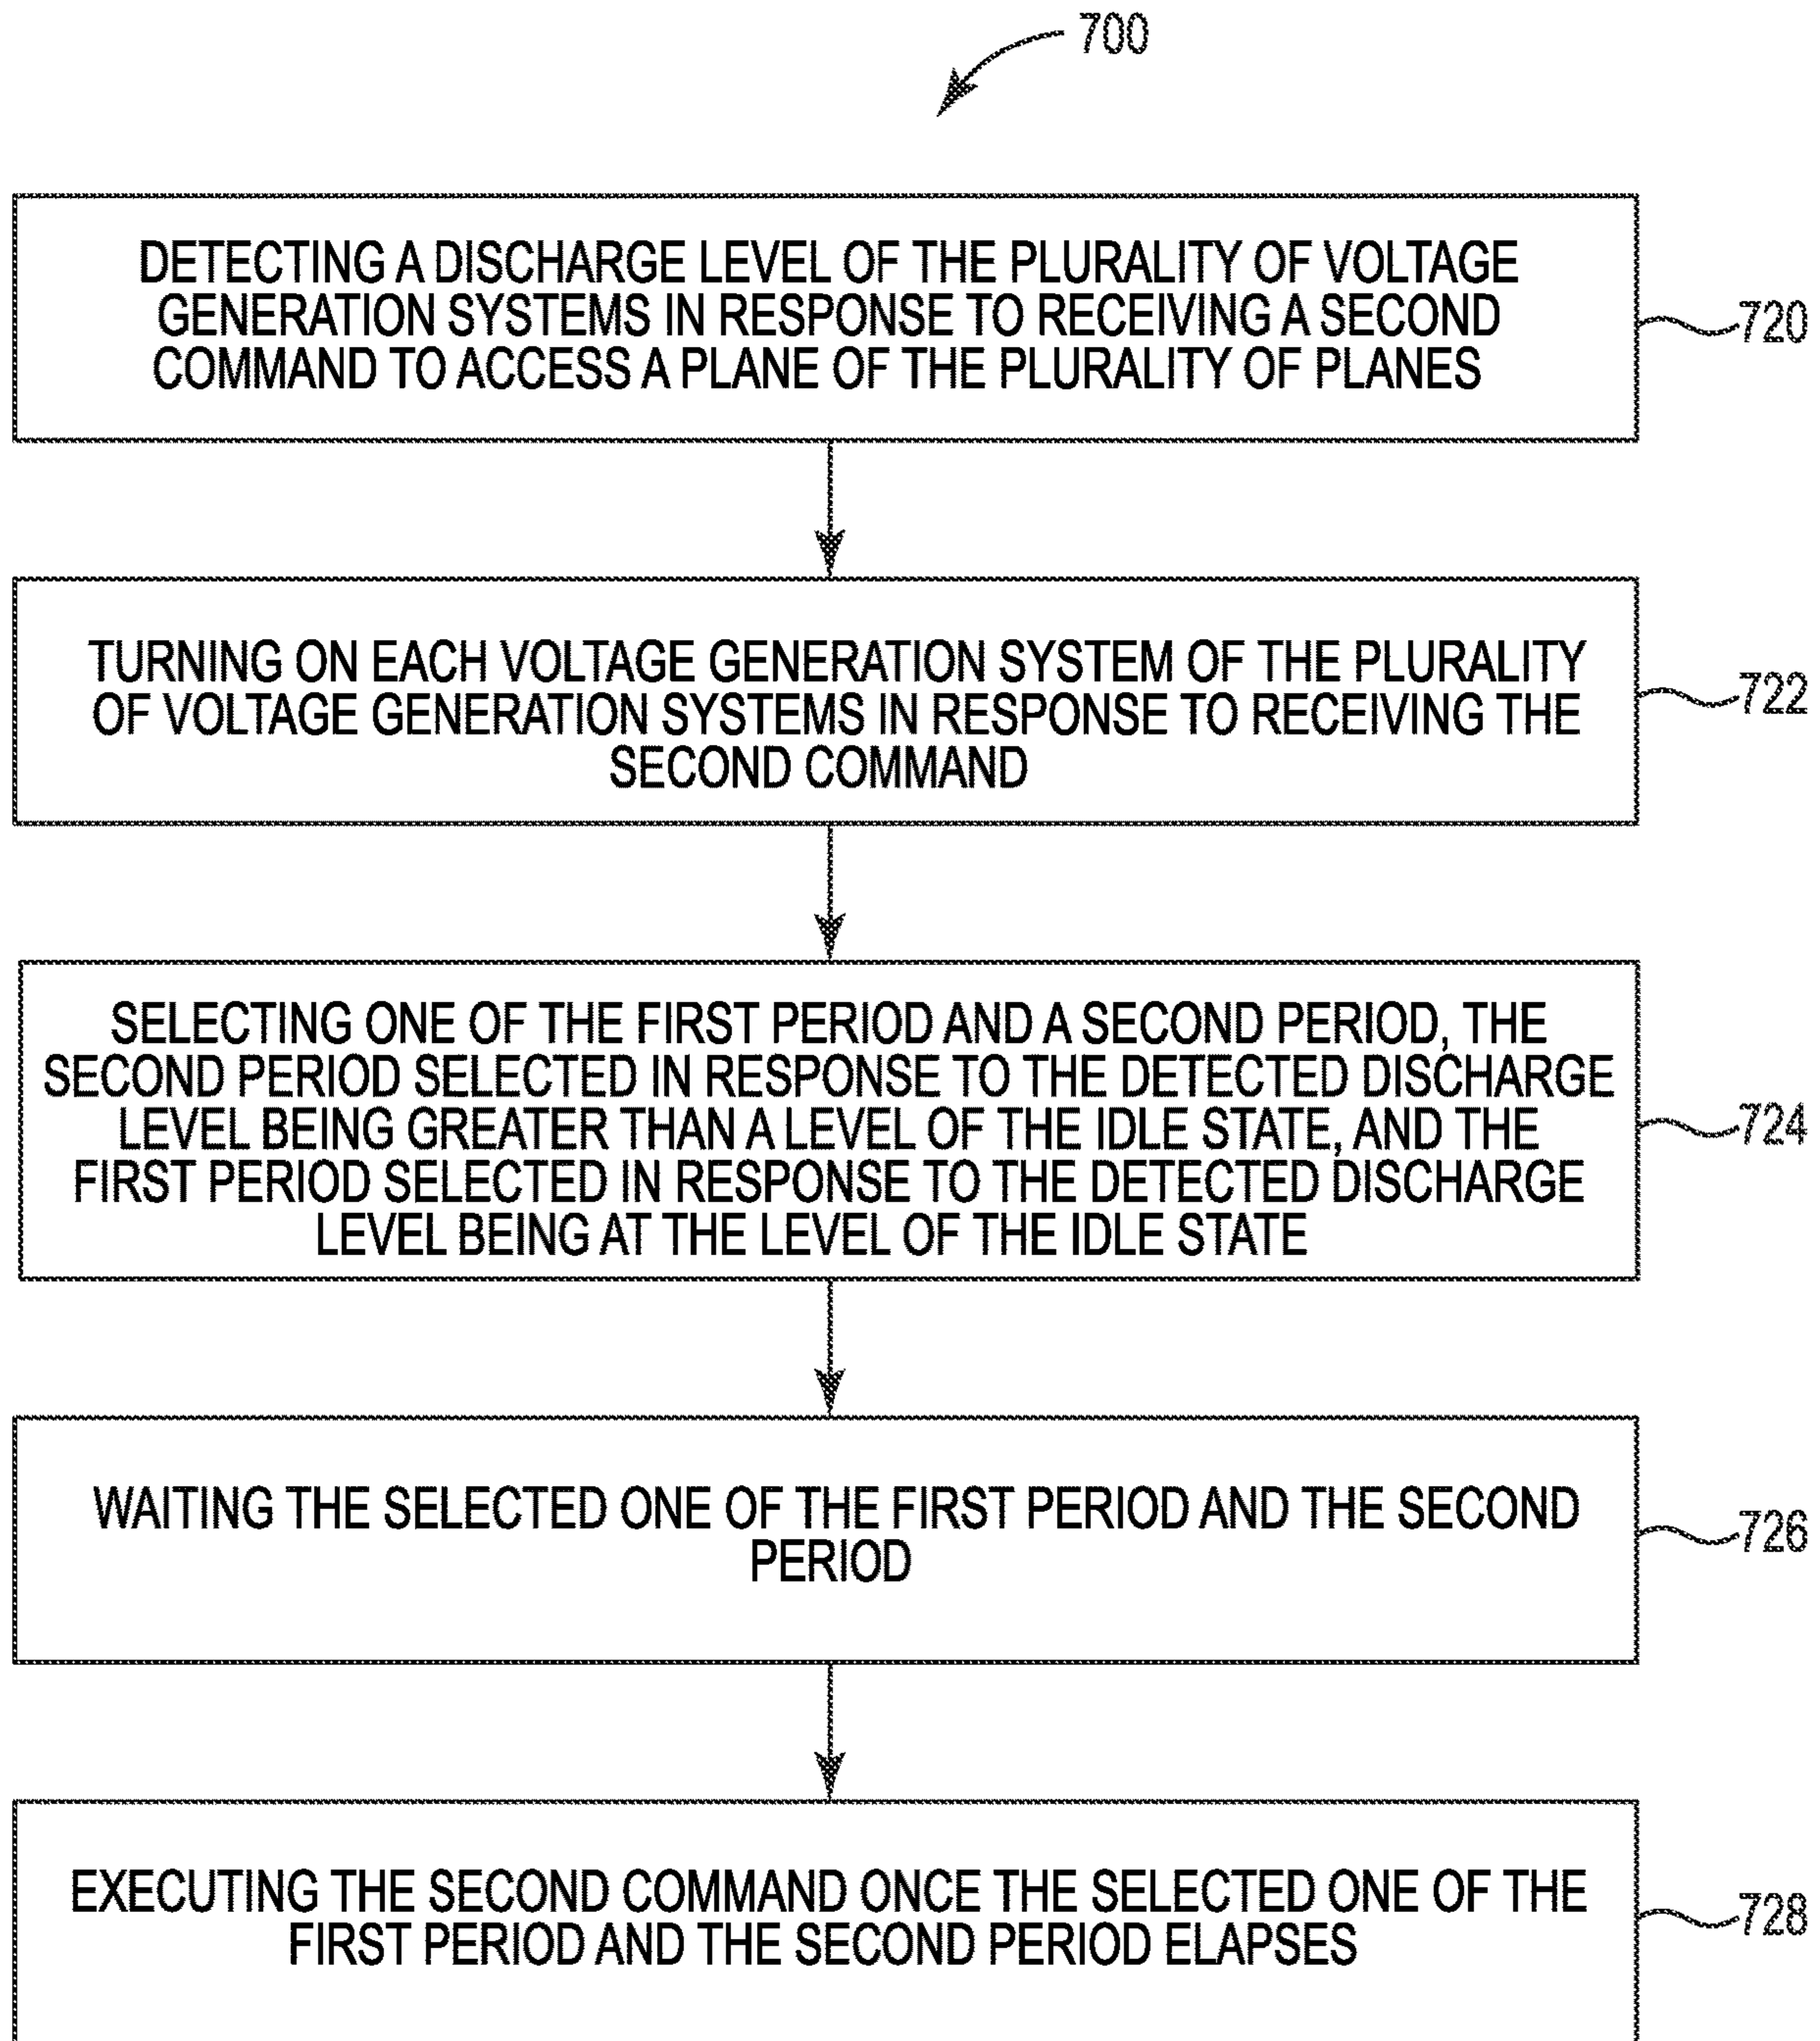 700
DETECTING A DISCHARGE LEVEL OF THE PLURALITY OF VOLTAGE
GENERATION SYSTEMS IN RESPONSE TO RECEIVING A SECOND
COMMAND TO ACCESS A PLANE OF THE PLURALITY OF PLANES
720
TURNING ON EACH VOLTAGE GENERATION SYSTEM OF THE PLURALITY
OF VOLTAGE GENERATION SYSTEMS IN RESPONSE TO RECEIVING THE
SECOND COMMAND
722
SELECTING ONE OF THE FIRST PERIOD AND A SECOND PERIOD, THE
SECOND PERIOD SELECTED IN RESPONSE TO THE DETECTED DISCHARGE
LEVEL BEING GREATER THAN A LEVEL OF THE IDLE STATE, AND THE
FIRST PERIOD SELECTED IN RESPONSE TO THE DETECTED DISCHARGE
LEVEL BEING AT THE LEVEL OF THE IDLE STATE
724
WAITING THE SELECTED ONE OF THE FIRST PERIOD AND THE SECOND
PERIOD
726
EXECUTING THE SECOND COMMAND ONCE THE SELECTED ONE OF THE
FIRST PERIOD AND THE SECOND PERIOD ELAPSES
728